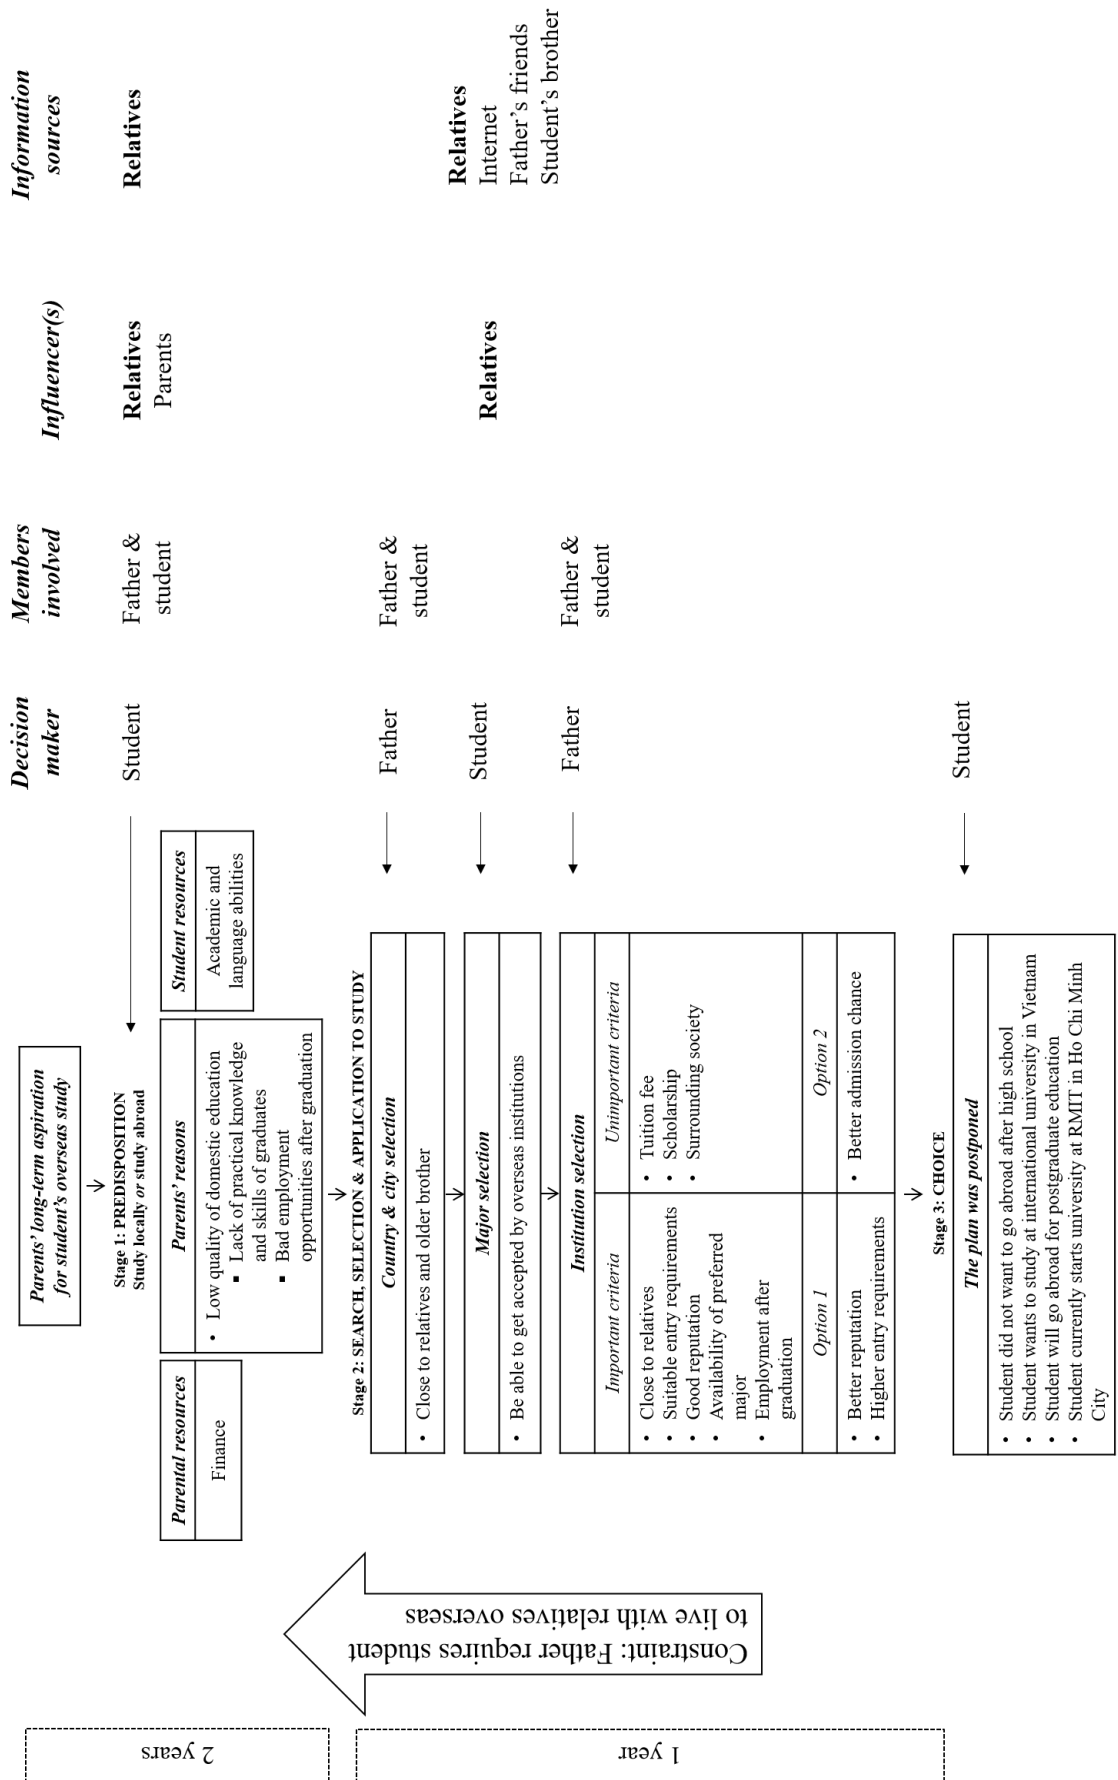 Decision
maker
Members
involved
Influencer(s)
Information
sources
2 years
1 year
Constraint: Father requires student
to live with relatives overseas
Parents' long-term aspiration
for student's overseas study
Stage 1: PREDISPOSITION
Study locally or study abroad
Student
Father &
student
Relatives
Parents
Relatives
Parental resources
Finance
Parents' reasons
• Low quality of domestic education
▪ Lack of practical knowledge
and skills of graduates
▪ Bad employment
opportunities after graduation
Student resources
Academic and
language abilities
Stage 2: SEARCH, SELECTION & APPLICATION TO STUDY
Country & city selection
• Close to relatives and older brother
Father
Father &
student
Major selection
• Be able to get accepted by overseas institutions
Student
Relatives
Relatives
Internet
Father's friends
Student's brother
Institution selection
Father
Father &
student
Important criteria
• Close to relatives
• Suitable entry requirements
• Good reputation
• Availability of preferred
major
• Employment after
graduation
Unimportant criteria
• Tuition fee
• Scholarship
• Surrounding society
Option 1
• Better reputation
• Higher entry requirements
Option 2
• Better admission chance
Stage 3: CHOICE
The plan was postponed
• Student did not want to go abroad after high school
• Student wants to study at international university in Vietnam
• Student will go abroad for postgraduate education
• Student currently starts university at RMIT in Ho Chi Minh
City
Student